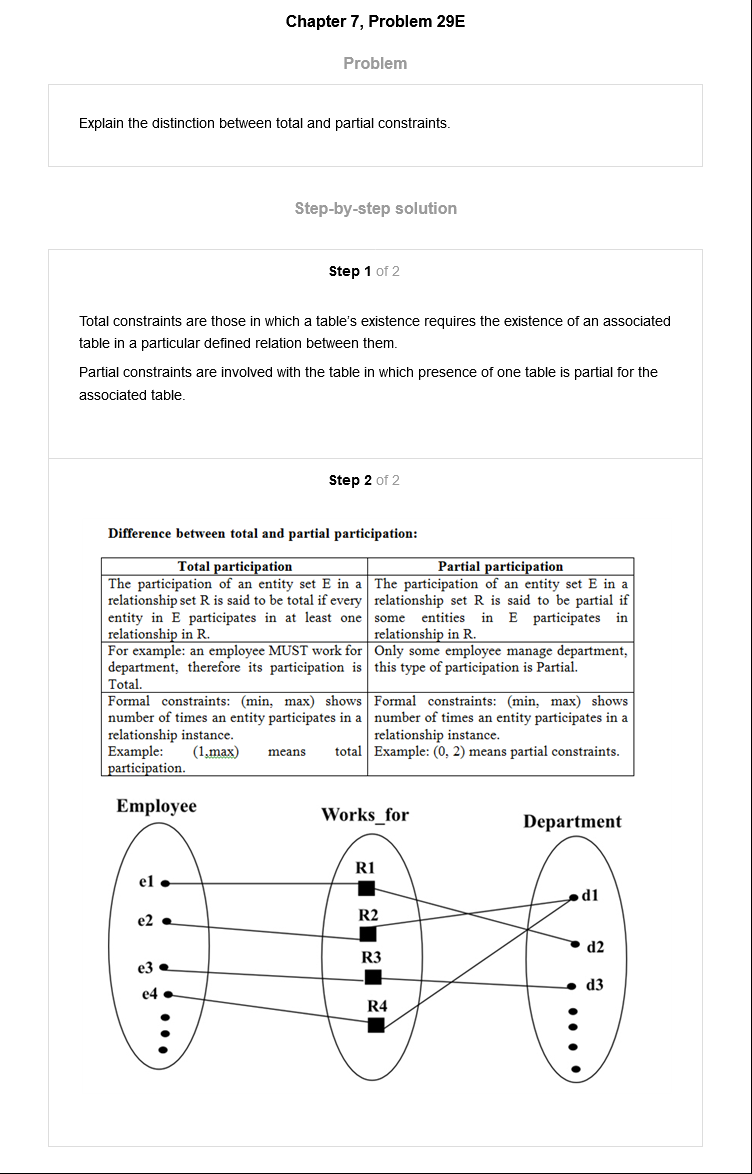 Chapter 7, Problem 29E
Problem
Explain the distinction between total and partial constraints.
Step-by-step solution
Step 1 of 2
Total constraints are those in which a table's existence requires the existence of an associated
table in a particular defined relation between them.
Partial constraints are involved with the table in which presence of one table is partial for the
associated table.
Step 2 of 2
Difference between total and partial participation:
Total participation
The participation of an entity set E in a
relationship set R is said to be total if every
entity in E participates in at least one
relationship in R.
Partial participation
The participation of an entity set E in a
relationship set R is said to be partial if
some entities in E participates in
relationship in R.
For example: an employee MUST work for
department, therefore its participation is
Total.
Only some employee manage department,
this type of participation is Partial.
Formal constraints: (min, max) shows
number of times an entity participates in a
relationship instance.
Example: (1,max) means total
participation.
Formal constraints: (min, max) shows
number of times an entity participates in a
relationship instance.
Example: (0, 2) means partial constraints.
Employee
Works_for
Department
e1
R1
d1
e2
R2
d2
e3
R3
d3
e4
R4